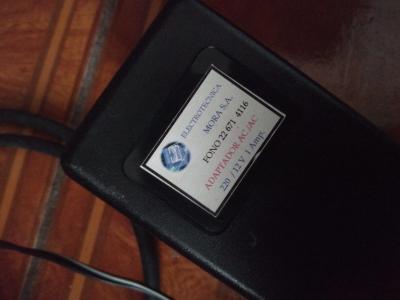 ELECTROTECNICA
MORA S.A.
FONO 22 671 4116
ADAPTADOR AC/AC
220 / 12 V 1 Amp.